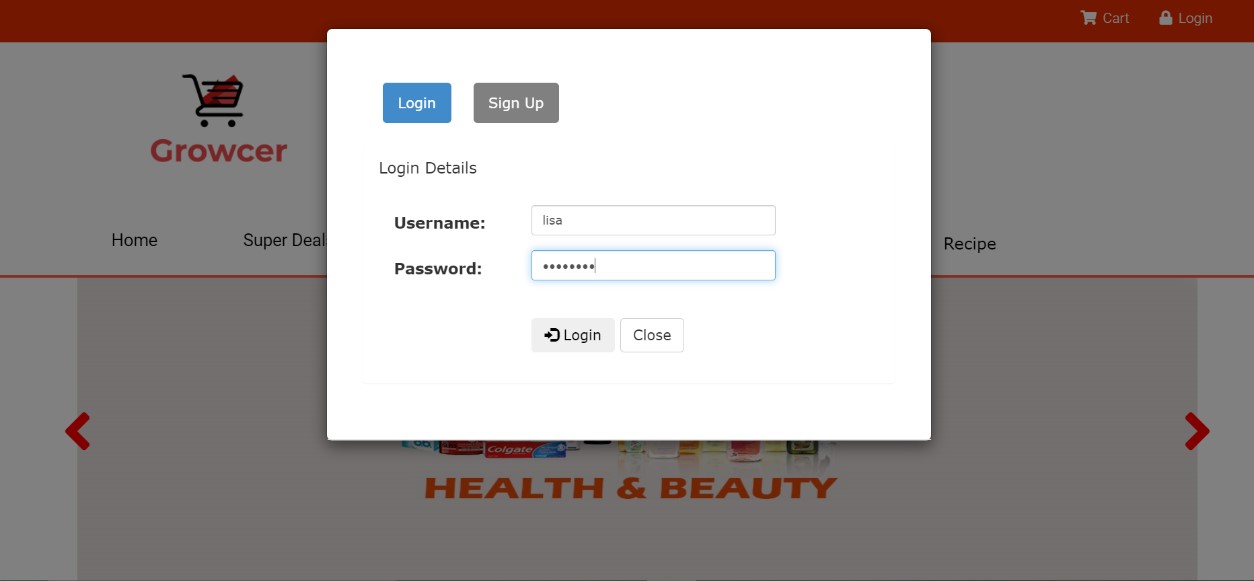 Cart Login
Login Sign Up
Growcer
Login Details
Username: lisa
Home Super Deal Recipe
Password: ••••••••
Login Close
Colgate
HEALTH & BEAUTY